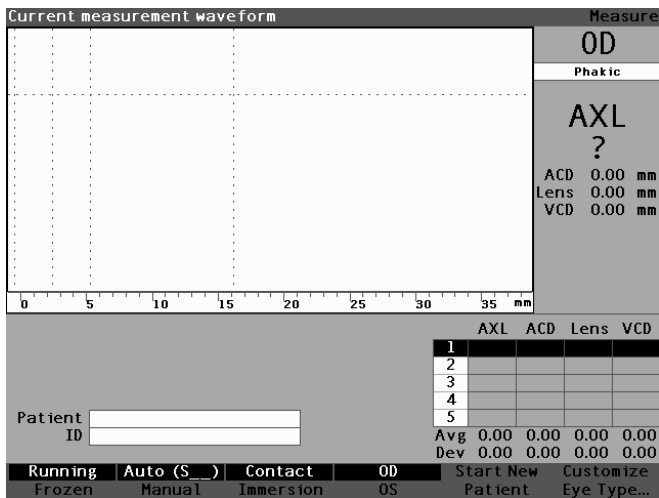 Current measurement waveform Measure
OD
Phakic
AXL
?
ACD 0.00 mm
Lens 0.00 mm
VCD 0.00 mm
0 5 10 15 20 25 30 35 mm
AXL ACD Lens VCD
1
2
3
4
5
Patient
ID
Avg 0.00 0.00 0.00 0.00
Dev 0.00 0.00 0.00 0.00
Running Auto (S__) Contact OD Start New Customize
Frozen Manual Immersion OS Patient Eye Type...